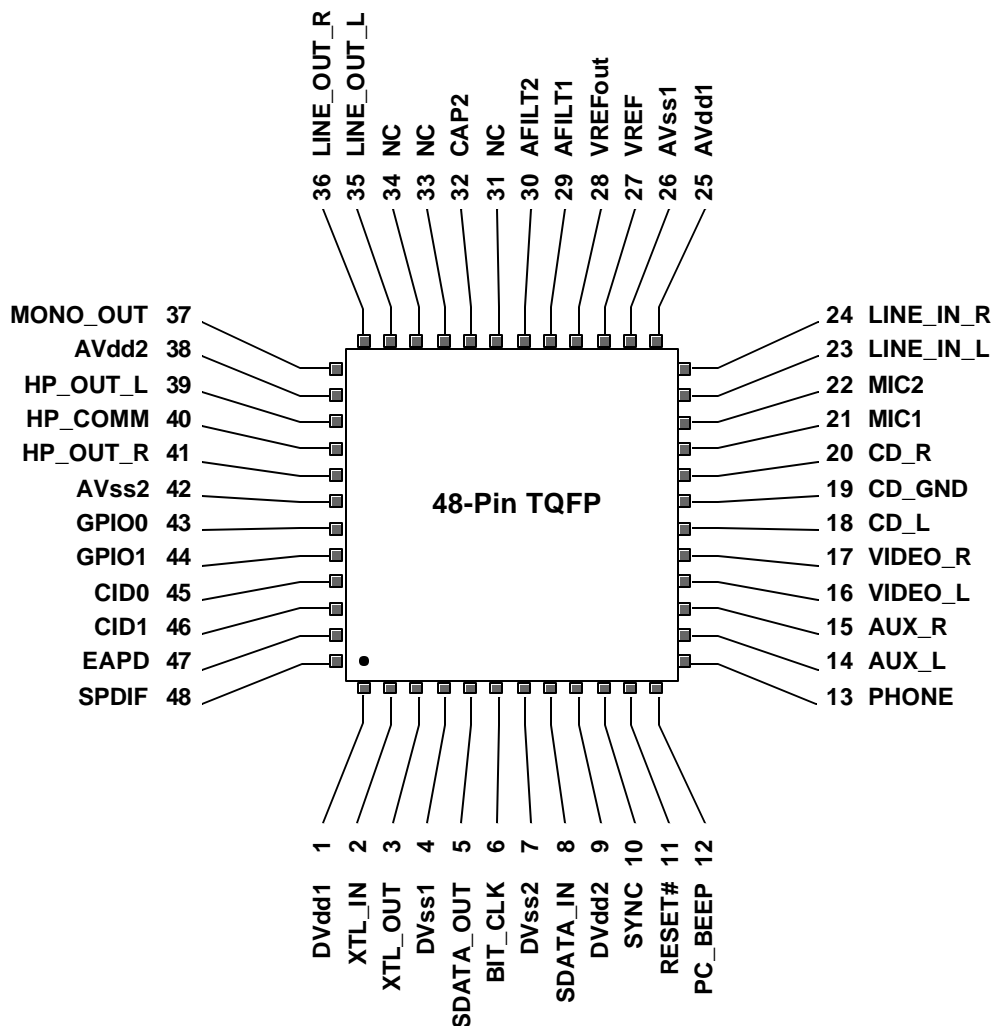 36 LINE_OUT_R
35 LINE_OUT_L
34 NC
33 NC
32 CAP2
31 NC
30 AFILT2
29 AFILT1
28 VREFout
27 VREF
26 AVss1
25 AVdd1
MONO_OUT 37
AVdd2 38
HP_OUT_L 39
HP_COMM 40
HP_OUT_R 41
AVss2 42
GPIO0 43
GPIO1 44
CID0 45
CID1 46
EAPD 47
SPDIF 48
48-Pin TQFP
24 LINE_IN_R
23 LINE_IN_L
22 MIC2
21 MIC1
20 CD_R
19 CD_GND
18 CD_L
17 VIDEO_R
16 VIDEO_L
15 AUX_R
14 AUX_L
13 PHONE
DVdd1 1
XTL_IN 2
XTL_OUT 3
DVss1 4
SDATA_OUT 5
BIT_CLK 6
DVss2 7
SDATA_IN 8
DVdd2 9
SYNC 10
RESET# 11
PC_BEEP 12